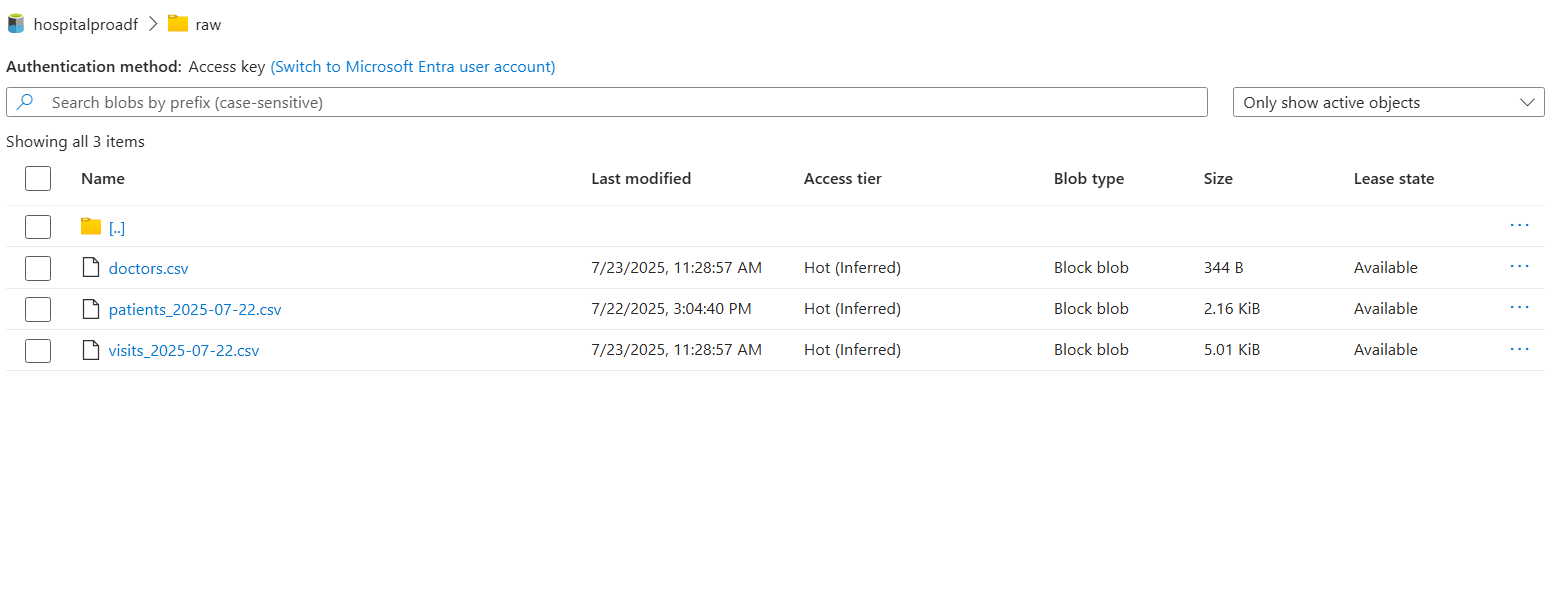 hospitalproadf > raw
Authentication method: Access key (Switch to Microsoft Entra user account)
Search blobs by prefix (case-sensitive) Only show active objects
Showing all 3 items
Name Last modified Access tier Blob type Size Lease state
[..] ...
doctors.csv 7/23/2025, 11:28:57 AM Hot (Inferred) Block blob 344 B Available ...
patients_2025-07-22.csv 7/22/2025, 3:04:40 PM Hot (Inferred) Block blob 2.16 KiB Available ...
visits_2025-07-22.csv 7/23/2025, 11:28:57 AM Hot (Inferred) Block blob 5.01 KiB Available ...